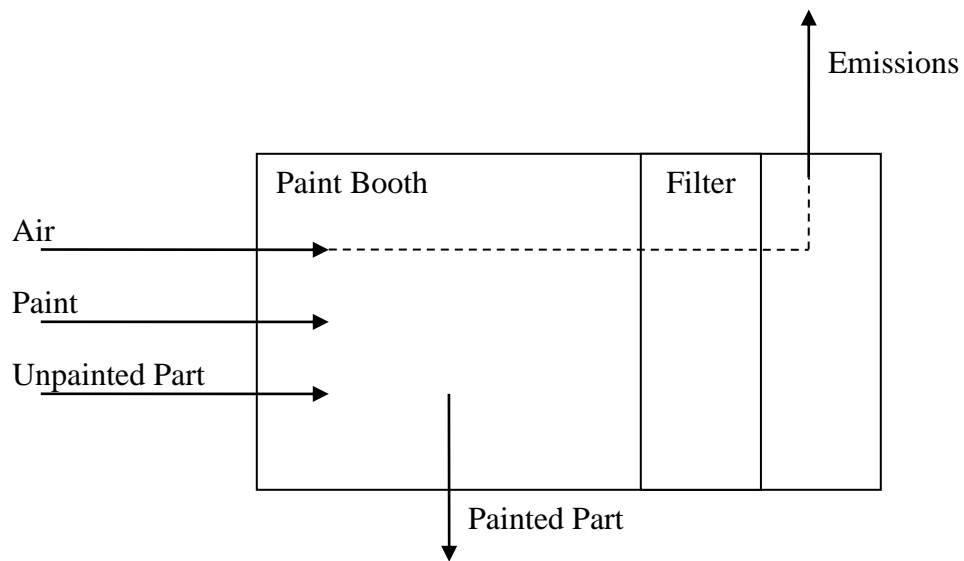 Emissions
Paint Booth
Filter
Air
Paint
Unpainted Part
Painted Part